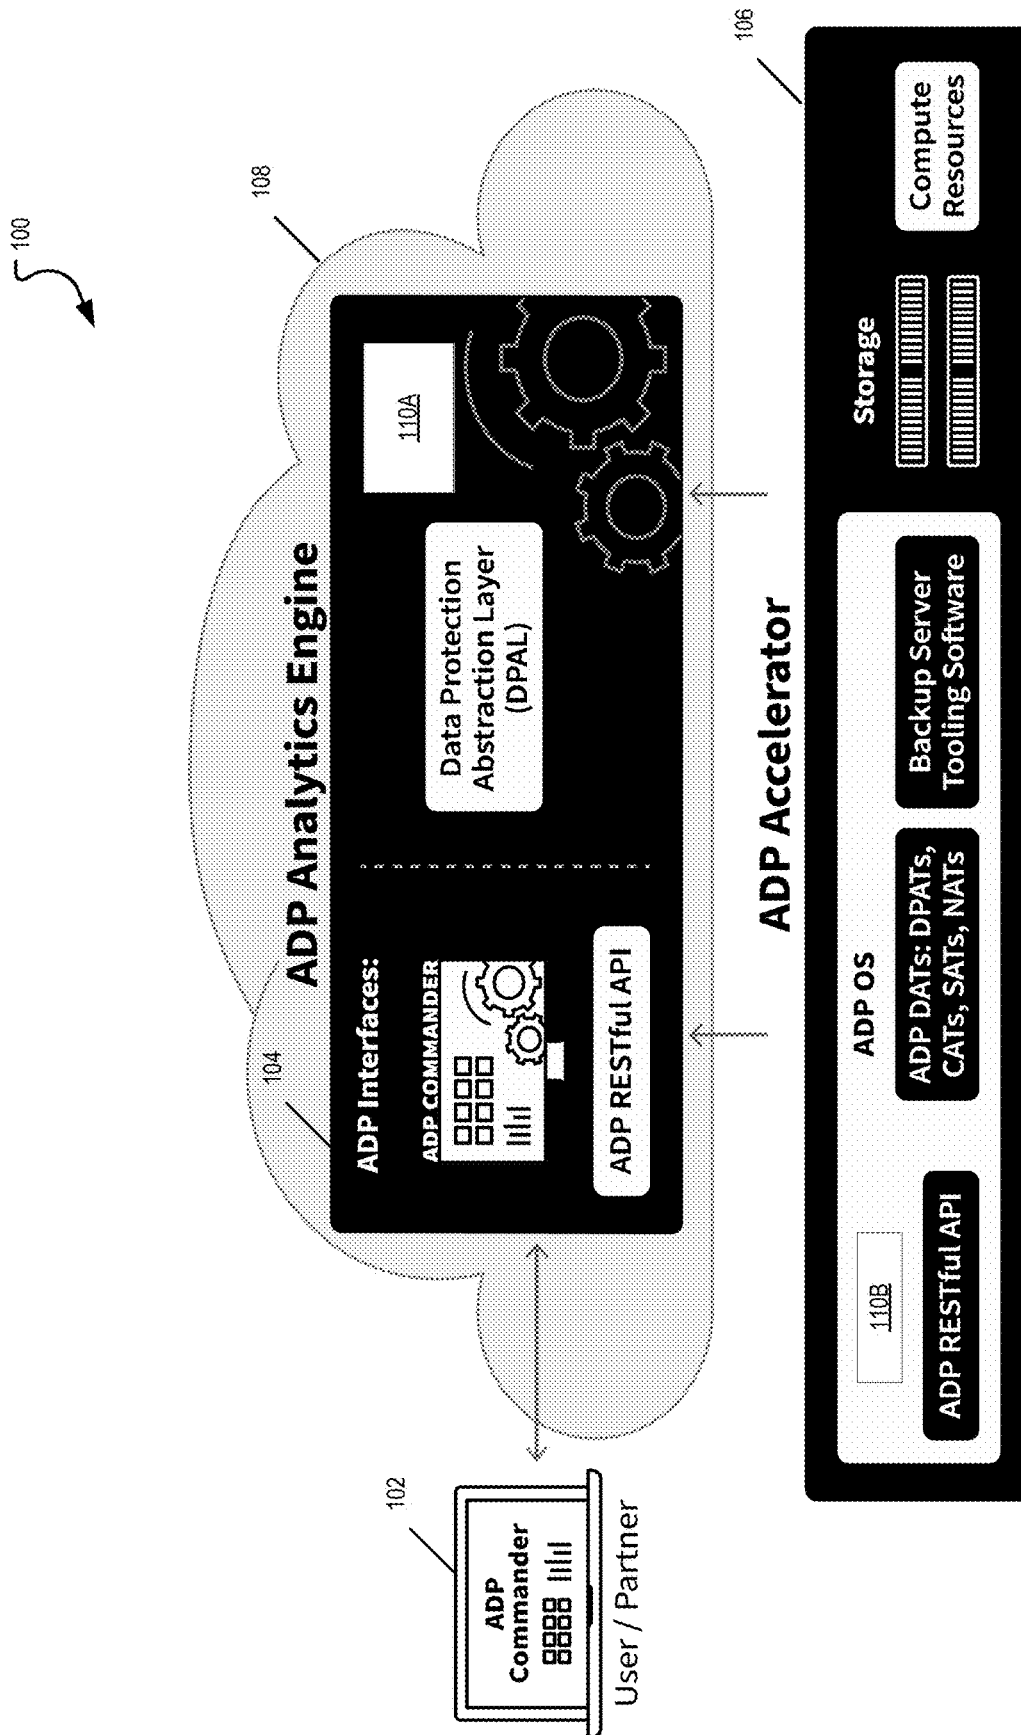 100
108
ADP Analytics Engine
104
ADP Interfaces:
ADP COMMANDER
ADP RESTful API
Data Protection
Abstraction Layer
(DPAL)
110A
102
ADP
Commander
User / Partner
ADP Accelerator
106
ADP OS
110B
ADP RESTful API
ADP DATs: DPATs,
CATs, SATs, NATs
Backup Server
Tooling Software
Storage
Compute
Resources